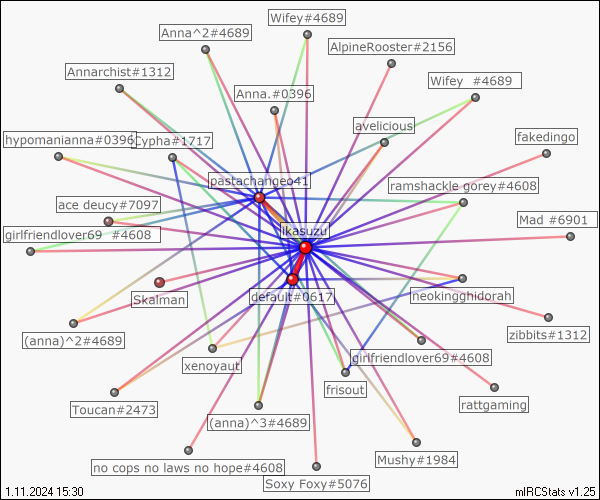 Wifey#4689
Anna^2#4689
AlpineRooster#2156
Annarchist#1312
Wifey  #4689
Anna.#0396
avelicious
fakedingo
hypomanianna#0396
Cypha#1717
pastachangeo41
ramshackle gorey#4608
ace deucy#7097
Mad #6901
girlfriendlover69  #4608
ikasuzu
Skalman
default#0617
neokingghidorah
zibbits#1312
(anna)^2#4689
xenoyaut
girlfriendlover69#4608
frisout
rattgaming
Toucan#2473
(anna)^3#4689
Mushy#1984
no cops no laws no hope#4608
Soxy Foxy#5076
1.11.2024 15:30
mIRCStats v1.25